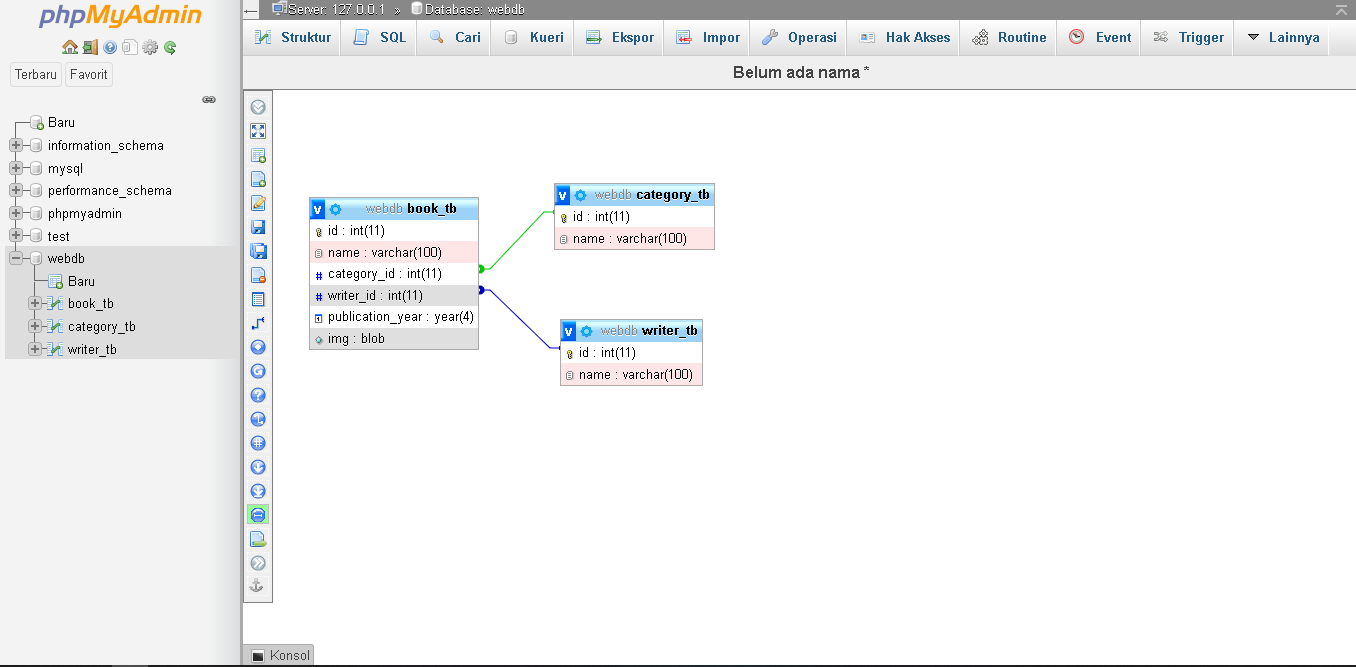 phpMyAdmin
Terbaru Favorit
Baru
information_schema
mysql
performance_schema
phpmyadmin
test
webdb
Baru
book_tb
category_tb
writer_tb
Server: 127.0.0.1 » Database: webdb
Struktur SQL Cari Kueri Ekspor Impor Operasi Hak Akses Routine Event Trigger Lainnya
Belum ada nama *
v webdb book_tb
id : int(11)
name : varchar(100)
# category_id : int(11)
# writer_id : int(11)
publication_year : year(4)
img : blob
v webdb category_tb
id : int(11)
name : varchar(100)
v webdb writer_tb
id : int(11)
name : varchar(100)
Konsol